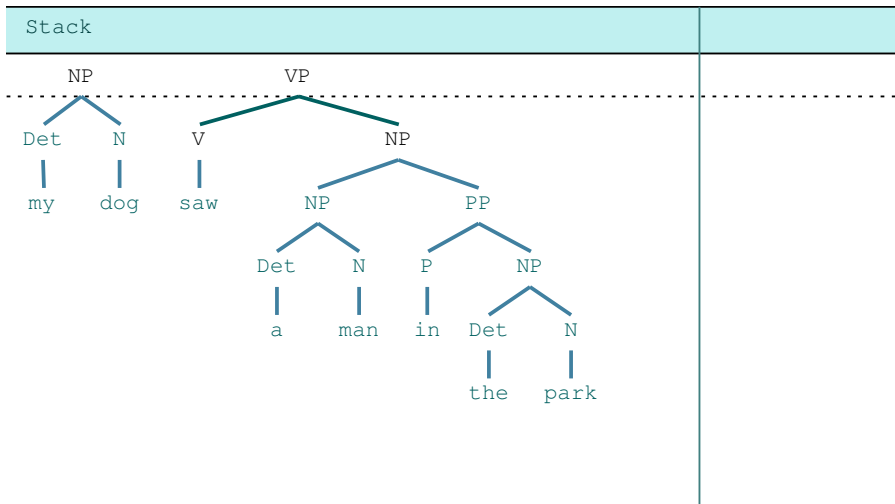 Stack
NP VP
Det N V NP
my dog saw NP PP
Det N P NP
a man in Det N
the park